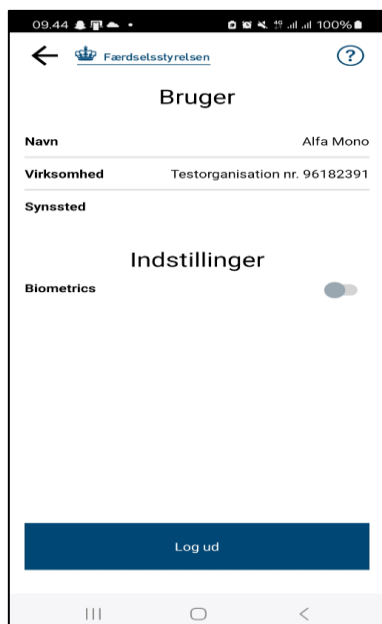 09.44 100%
Færdselsstyrelsen ?
Bruger
Navn Alfa Mono
Virksomhed Testorganisation nr. 96182391
Synssted
Indstillinger
Biometrics
Log ud